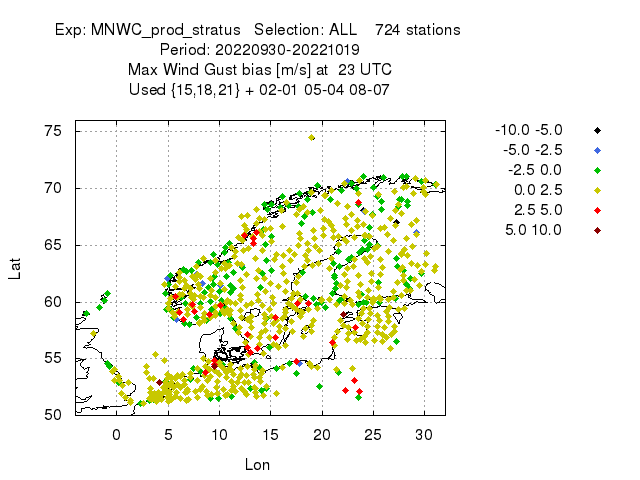 Exp: MNWC_prod_stratus   Selection: ALL    724 stations
Period: 20220930-20221019
Max Wind Gust bias [m/s] at  23 UTC
Used {15,18,21} + 02-01 05-04 08-07
-10.0 -5.0
-5.0 -2.5
-2.5 0.0
0.0 2.5
2.5 5.0
5.0 10.0
75
70
65
60
55
50
Lat
0 5 10 15 20 25 30
Lon